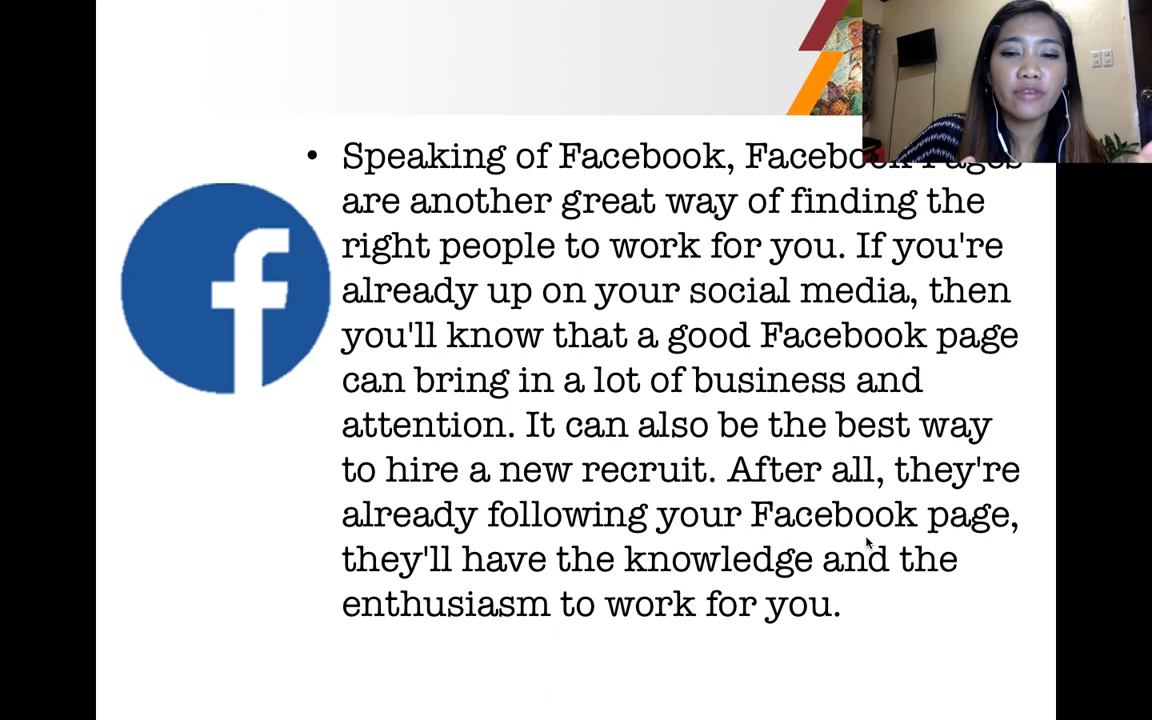 • Speaking of Facebook, Facebook Pages
are another great way of finding the
right people to work for you. If you're
already up on your social media, then
you'll know that a good Facebook page
can bring in a lot of business and
attention. It can also be the best way
to hire a new recruit. After all, they're
already following your Facebook page,
they'll have the knowledge and the
enthusiasm to work for you.